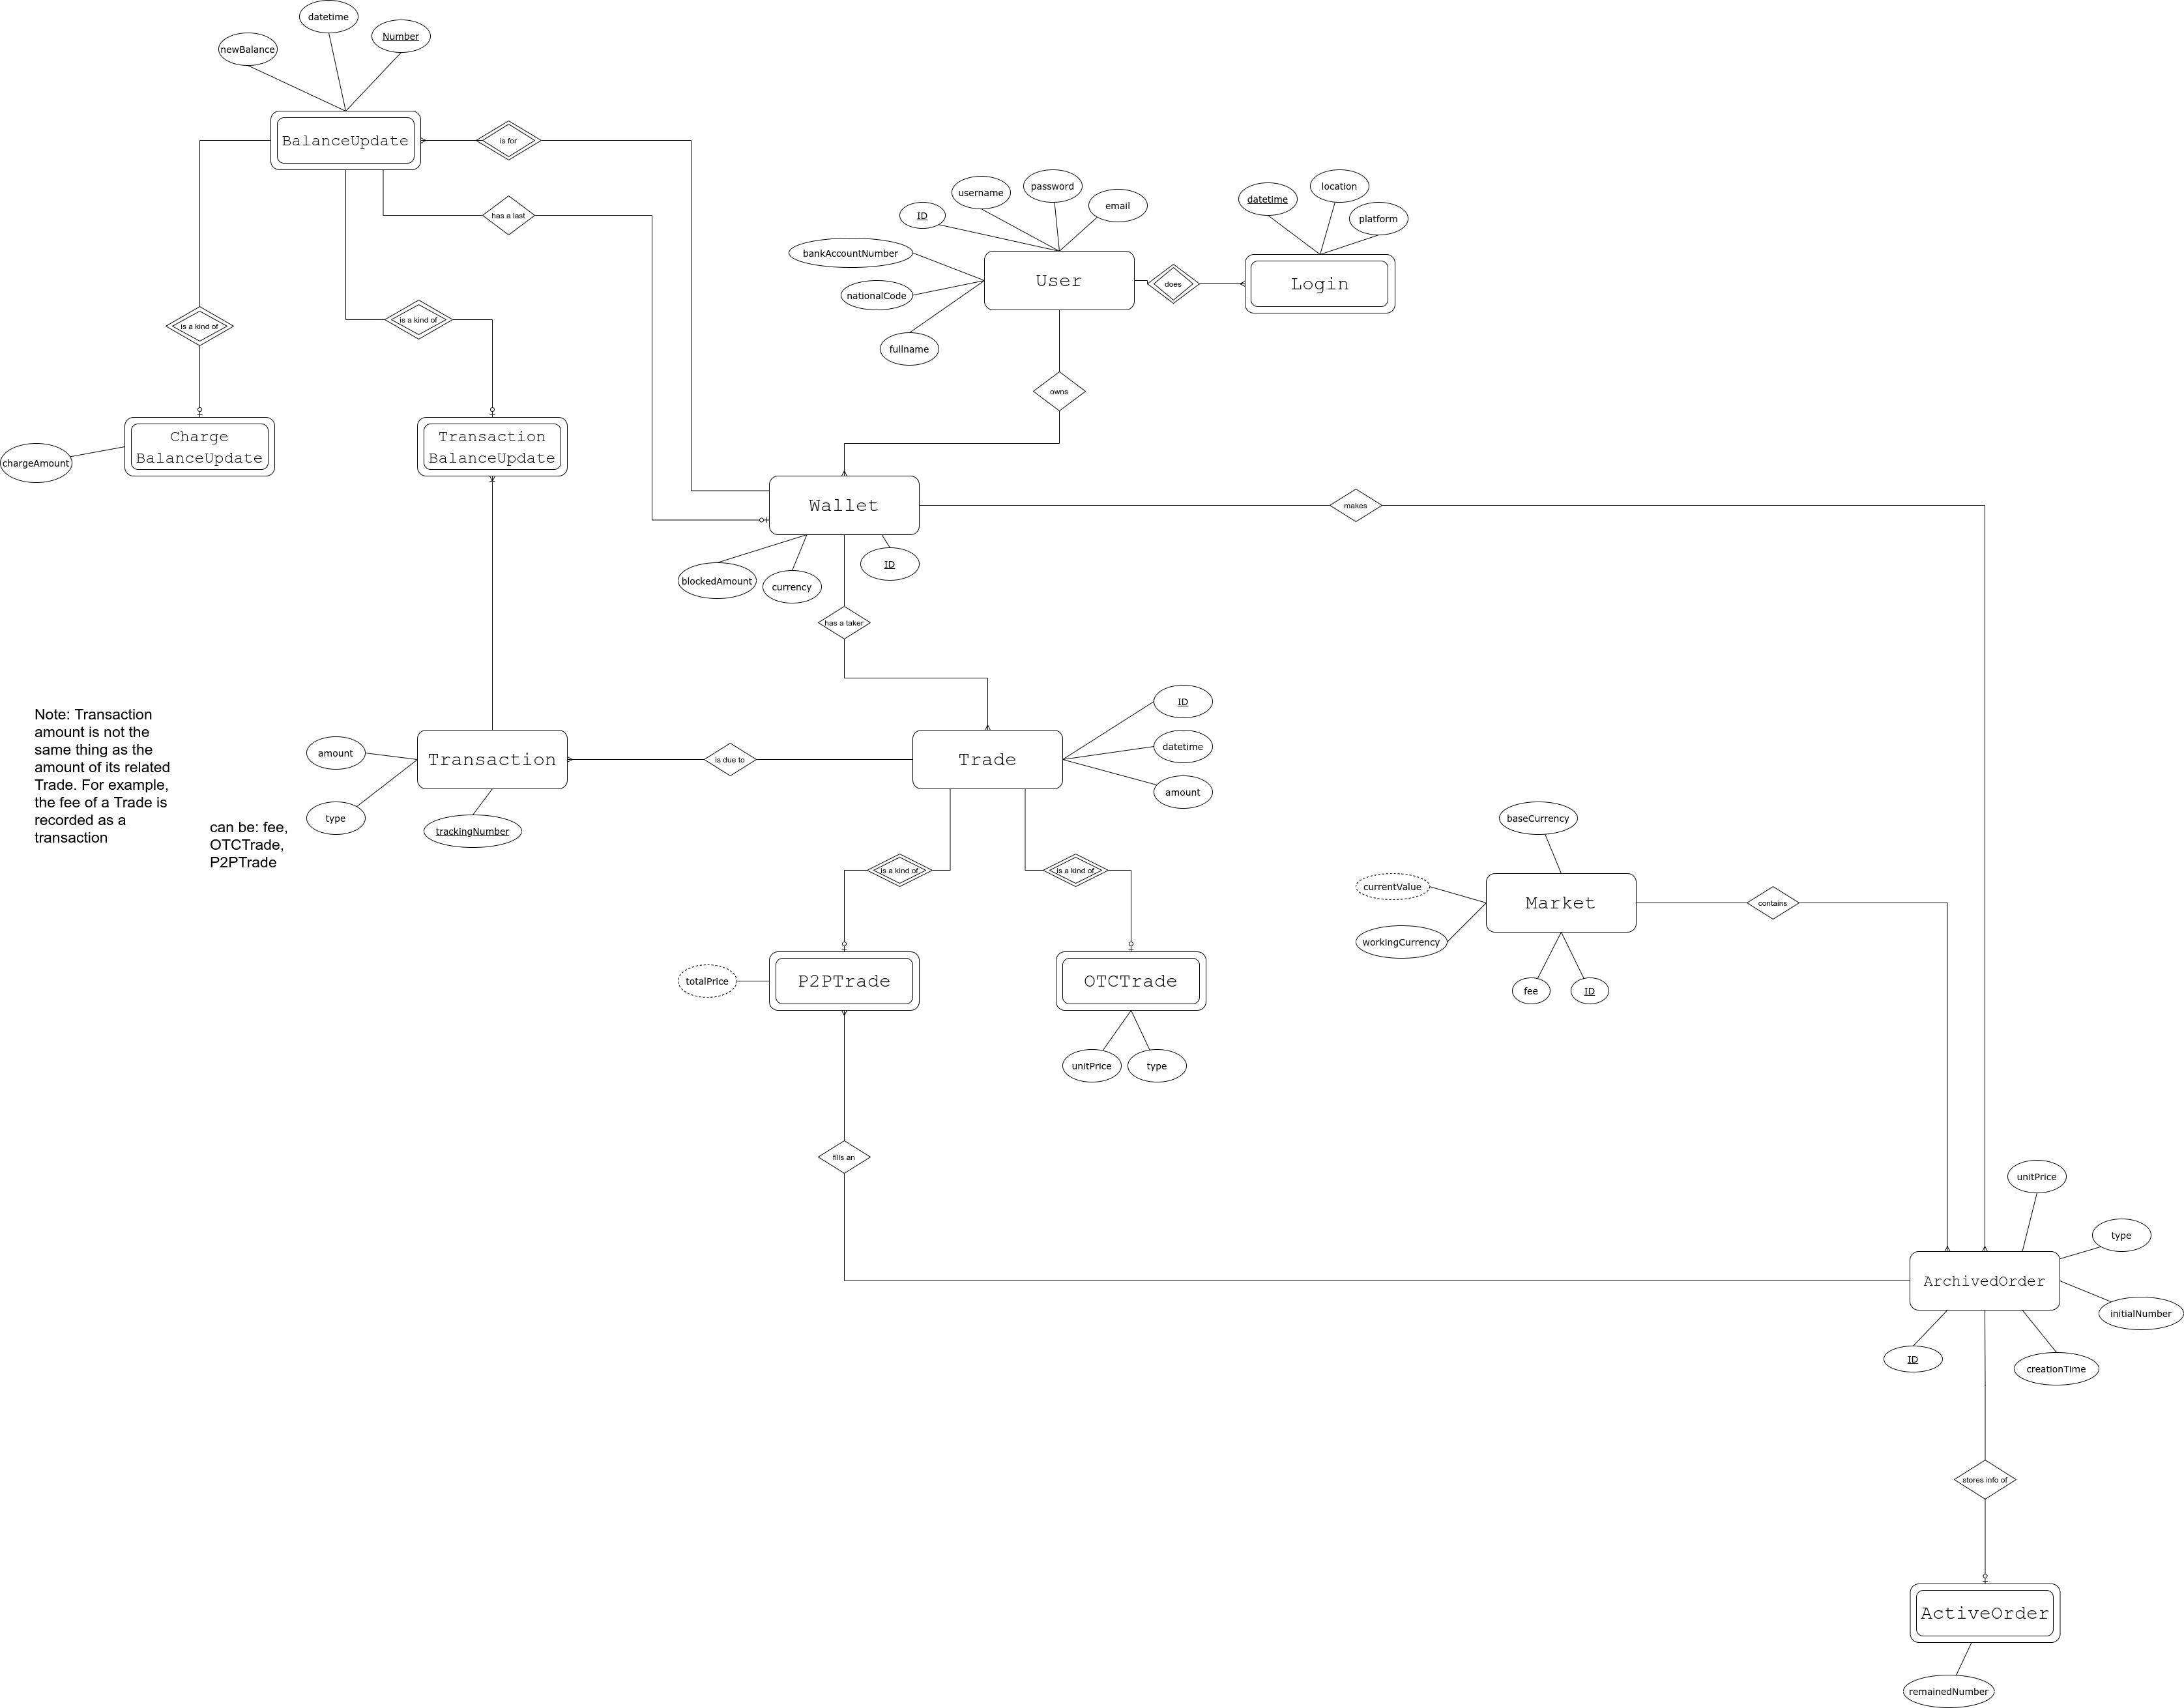 datetime
Number
newBalance
BalanceUpdate
is for
has a last
username
password
email
ID
bankAccountNumber
nationalCode
fullname
User
does
datetime
location
platform
Login
is a kind of
is a kind of
owns
chargeAmount
Charge
BalanceUpdate
Transaction
BalanceUpdate
Wallet
makes
blockedAmount
currency
ID
has a taker
Note: Transaction
amount is not the
same thing as the
amount of its related
Trade. For example,
the fee of a Trade is
recorded as a
transaction
can be: fee,
OTCTrade,
P2PTrade
amount
type
Transaction
trackingNumber
is due to
Trade
ID
datetime
amount
is a kind of
is a kind of
totalPrice
P2PTrade
OTCTrade
unitPrice
type
baseCurrency
currentValue
workingCurrency
Market
fee
ID
contains
fills an
unitPrice
type
ArchivedOrder
initialNumber
ID
creationTime
stores info of
ActiveOrder
remainedNumber